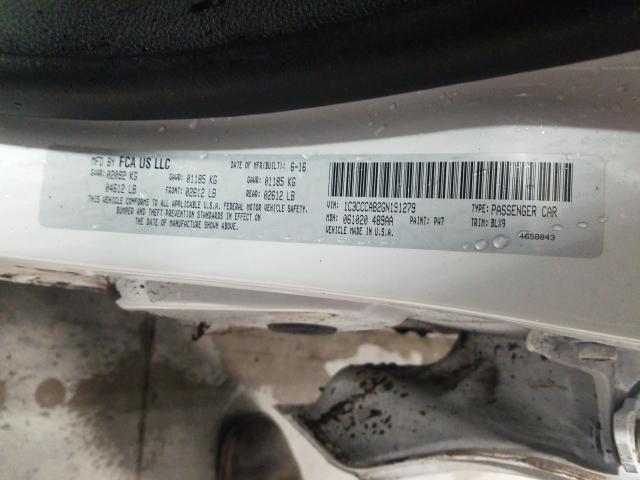 MFD BY FCA US LLC DATE OF MFR(BUILT): 6-16
GVWR: 02092 KG GAWR: 01185 KG GAWR: 01185 KG
04612 LB FRONT: 02612 LB REAR: 02612 LB
THIS VEHICLE CONFORMS TO ALL APPLICABLE U.S.A. FEDERAL MOTOR VEHICLE SAFETY,
BUMPER AND THEFT PREVENTION STANDARDS IN EFFECT ON
THE DATE OF MANUFACTURE SHOWN ABOVE.
VIN: 1C3CCCAB2GN191279 TYPE: PASSENGER CAR
MDH: 061020 489AA PAINT: PW7 TRIM: BLX9
VEHICLE MADE IN U.S.A. 4658843